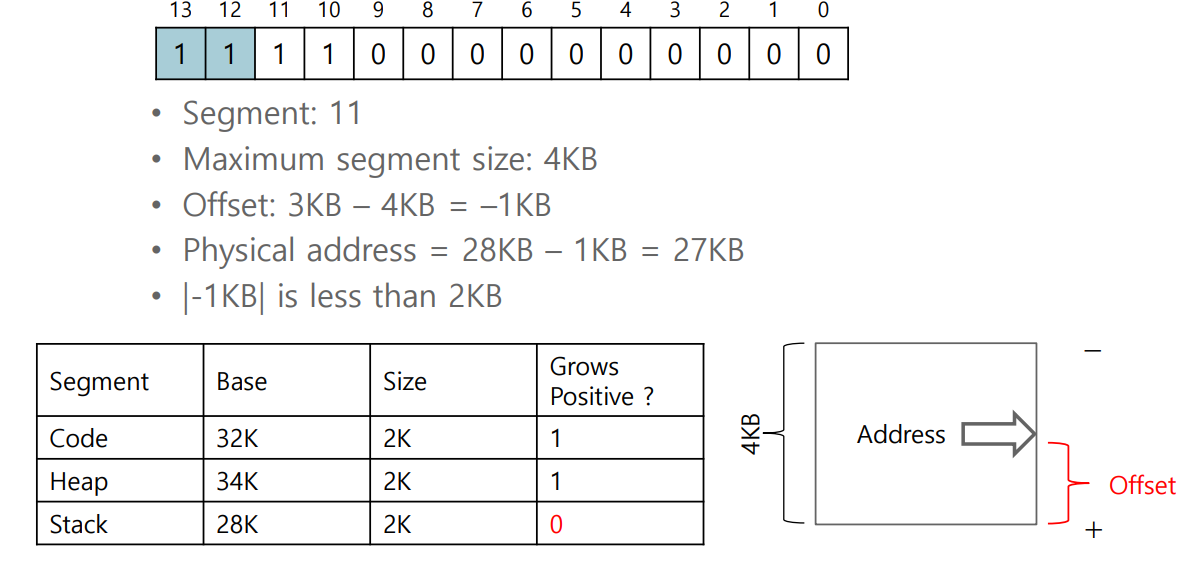 13 12 11 10 9 8 7 6 5 4 3 2 1 0
1 1 1 1 0 0 0 0 0 0 0 0 0 0
• Segment: 11
• Maximum segment size: 4KB
• Offset: 3KB – 4KB = –1KB
• Physical address = 28KB – 1KB = 27KB
• |-1KB| is less than 2KB
Segment Base Size Grows
Positive ?
Code 32K 2K 1
Heap 34K 2K 1
Stack 28K 2K 0
4KB
Address
–
Offset
+